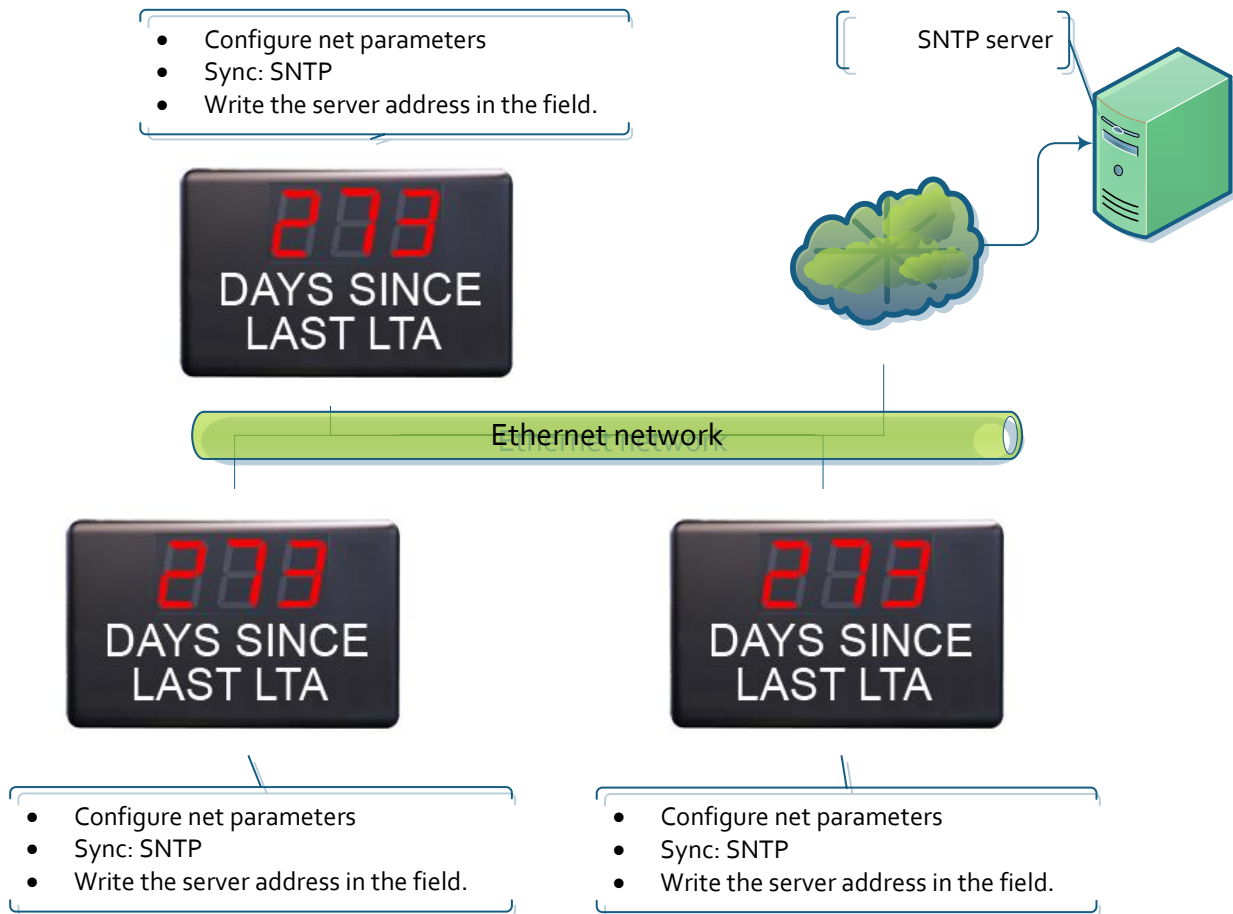 • Configure net parameters
• Sync: SNTP
• Write the server address in the field.
SNTP server
273
DAYS SINCE
LAST LTA
Ethernet network
273
DAYS SINCE
LAST LTA
273
DAYS SINCE
LAST LTA
• Configure net parameters
• Sync: SNTP
• Write the server address in the field.
• Configure net parameters
• Sync: SNTP
• Write the server address in the field.